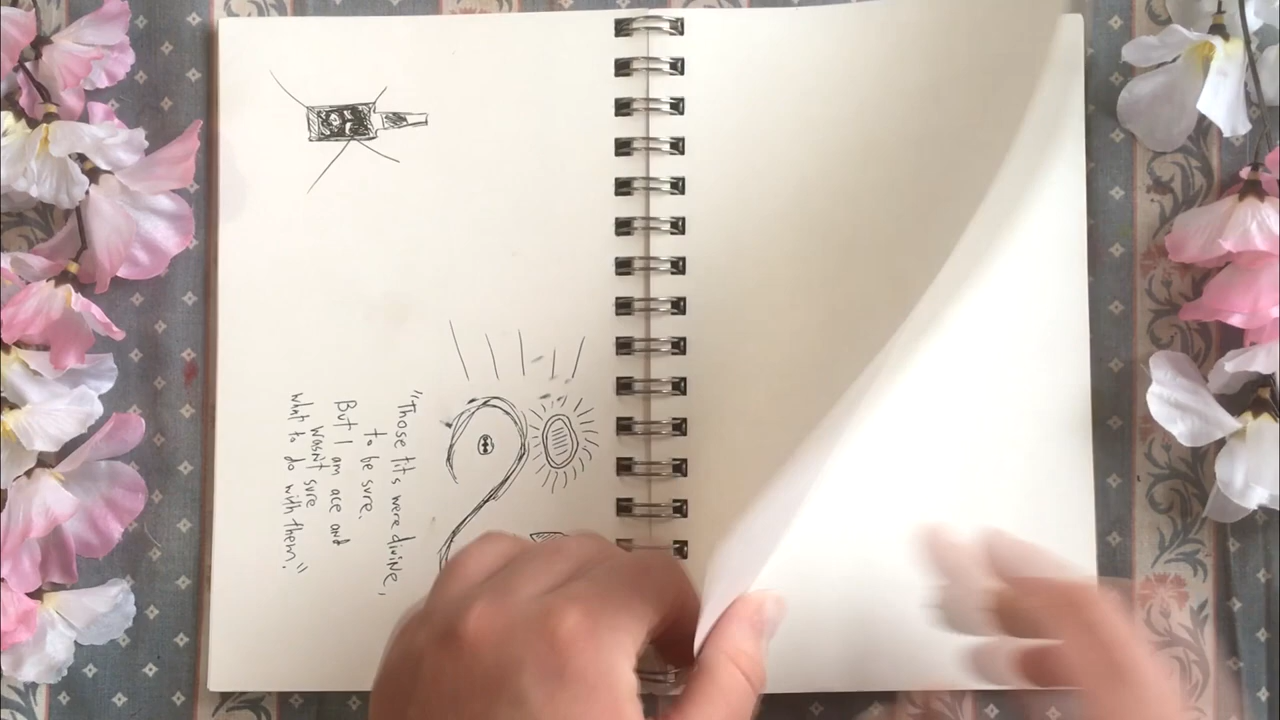 "Those tits were divine,
to be sure.
But I am ace and
wasn't sure
what to do with them."